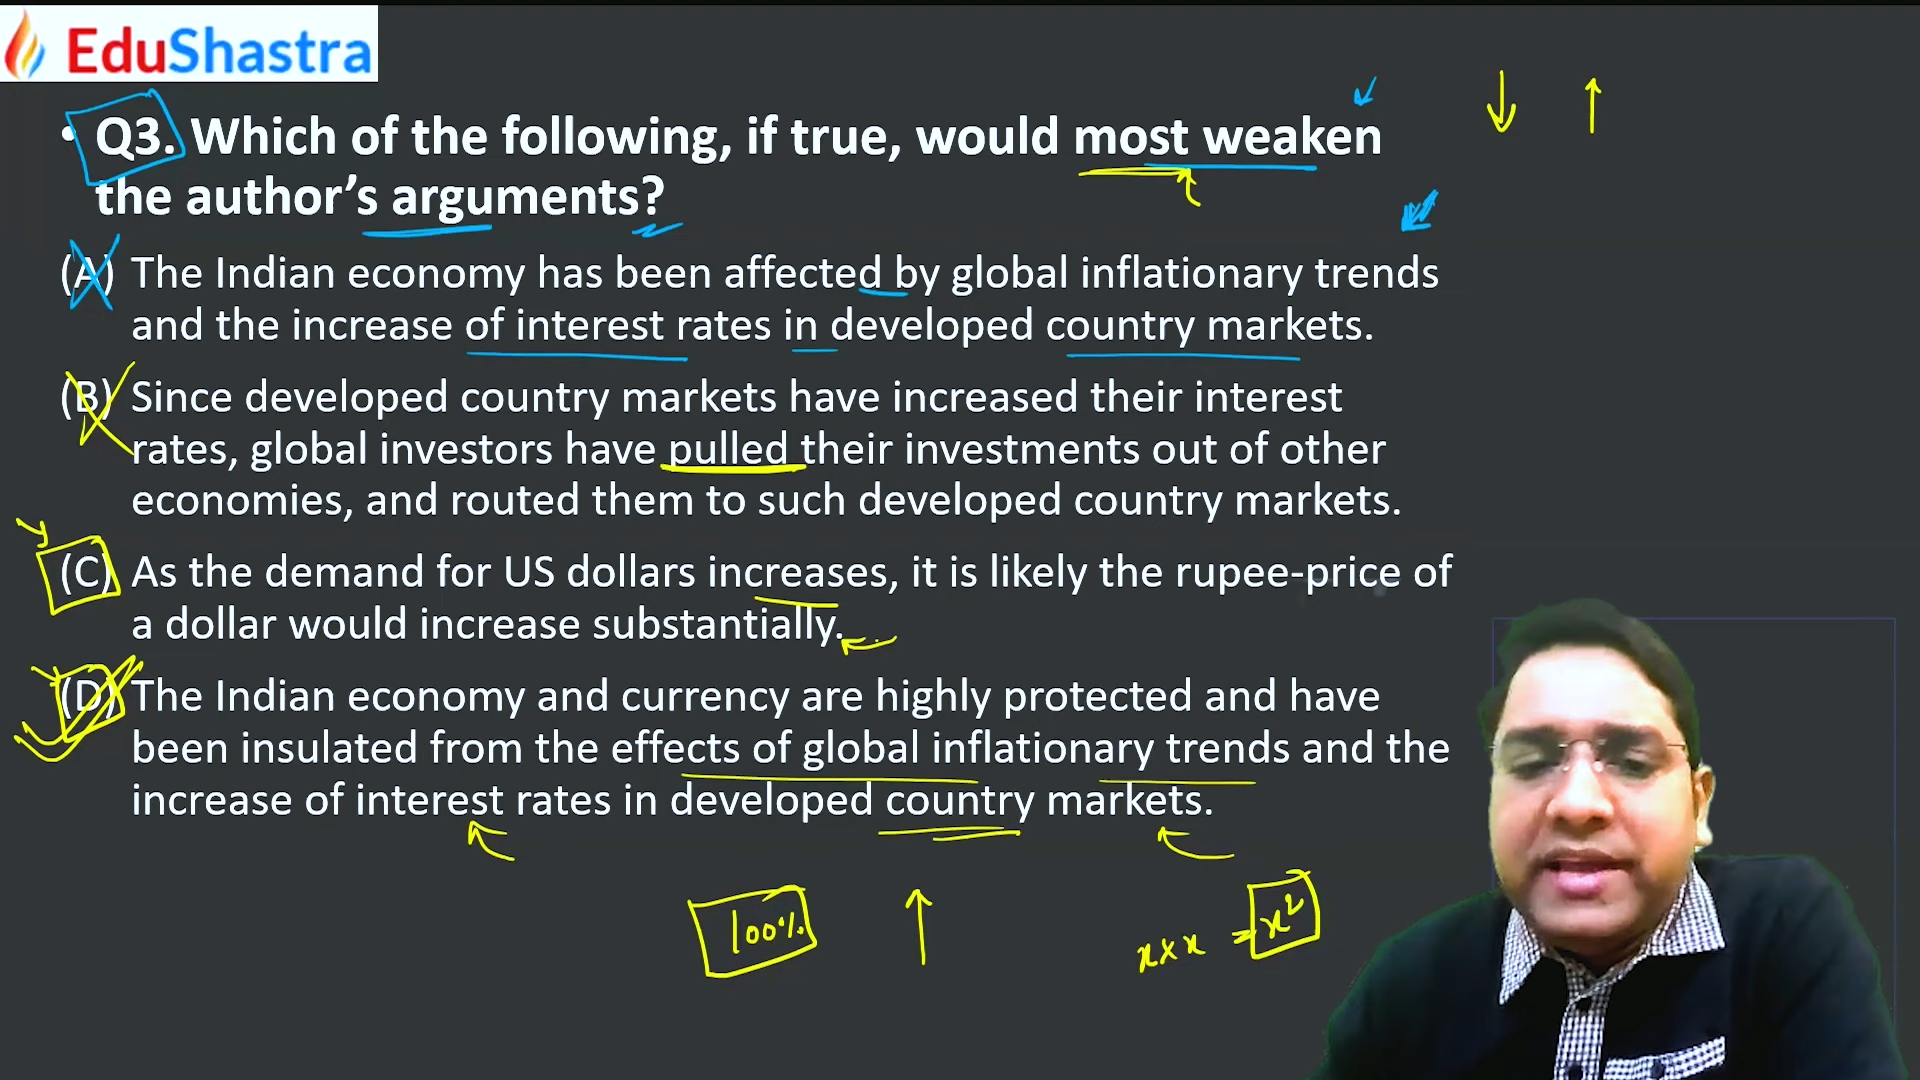 EduShastra
• Q3. Which of the following, if true, would most weaken
the author's arguments?
(A) The Indian economy has been affected by global inflationary trends
and the increase of interest rates in developed country markets.
(B) Since developed country markets have increased their interest
rates, global investors have pulled their investments out of other
economies, and routed them to such developed country markets.
(C) As the demand for US dollars increases, it is likely the rupee-price of
a dollar would increase substantially.
(D) The Indian economy and currency are highly protected and have
been insulated from the effects of global inflationary trends and the
increase of interest rates in developed country markets.
100%
x×x = x²